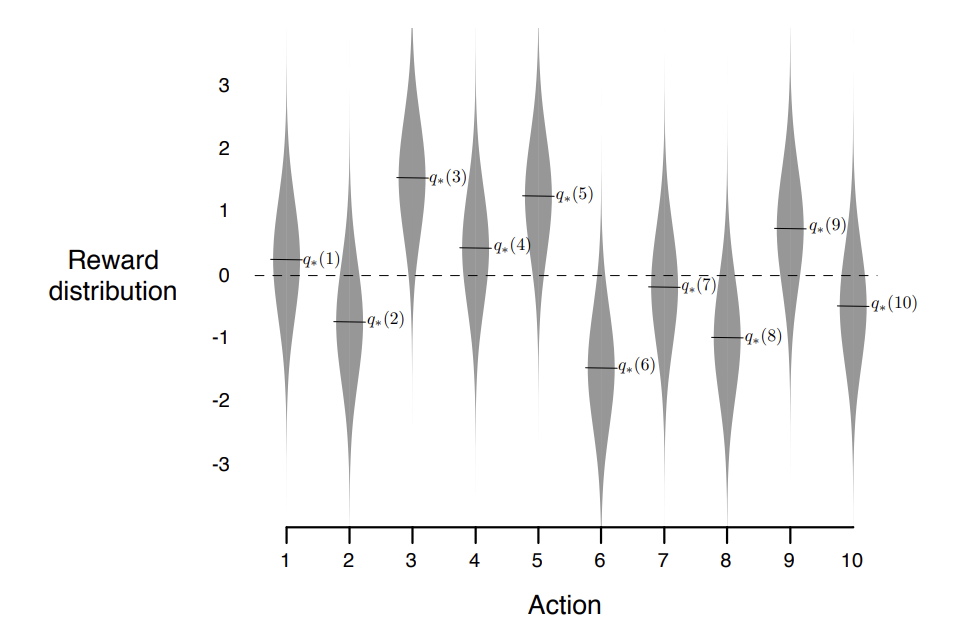 3
2
1
0
-1
-2
-3
Reward
distribution
q∗(1)
q∗(2)
q∗(3)
q∗(4)
q∗(5)
q∗(6)
q∗(7)
q∗(8)
q∗(9)
q∗(10)
1 2 3 4 5 6 7 8 9 10
Action